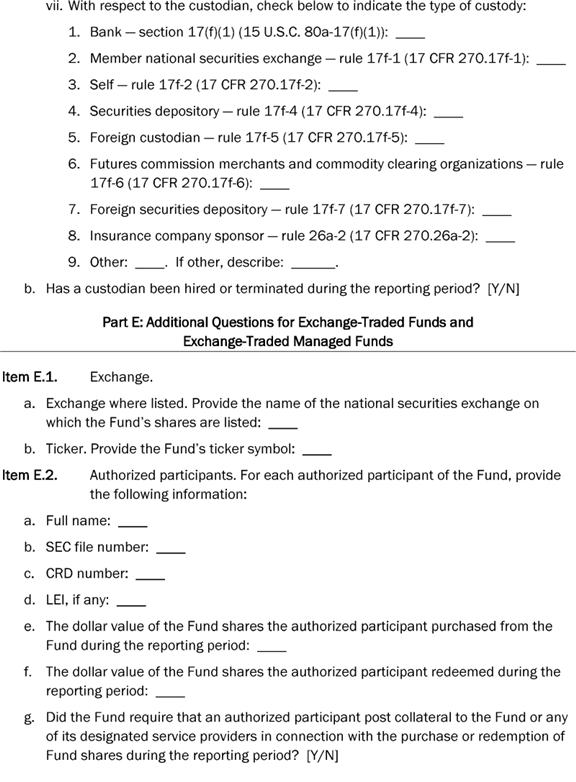 vii. With respect to the custodian, check below to indicate the type of custody:
1. Bank — section 17(f)(1) (15 U.S.C. 80a-17(f)(1)): ____
2. Member national securities exchange — rule 17f-1 (17 CFR 270.17f-1): ____
3. Self — rule 17f-2 (17 CFR 270.17f-2): ____
4. Securities depository — rule 17f-4 (17 CFR 270.17f-4): ____
5. Foreign custodian — rule 17f-5 (17 CFR 270.17f-5): ____
6. Futures commission merchants and commodity clearing organizations — rule
17f-6 (17 CFR 270.17f-6): ____
7. Foreign securities depository — rule 17f-7 (17 CFR 270.17f-7): ____
8. Insurance company sponsor — rule 26a-2 (17 CFR 270.26a-2): ____
9. Other: ____. If other, describe: ______.
b. Has a custodian been hired or terminated during the reporting period? [Y/N]
Part E: Additional Questions for Exchange-Traded Funds and
Exchange-Traded Managed Funds
Item E.1. Exchange.
a. Exchange where listed. Provide the name of the national securities exchange on
which the Fund's shares are listed: ____
b. Ticker. Provide the Fund's ticker symbol: ____
Item E.2. Authorized participants. For each authorized participant of the Fund, provide
the following information:
a. Full name: ____
b. SEC file number: ____
c. CRD number: ____
d. LEI, if any: ____
e. The dollar value of the Fund shares the authorized participant purchased from the
Fund during the reporting period: ____
f. The dollar value of the Fund shares the authorized participant redeemed during the
reporting period: ____
g. Did the Fund require that an authorized participant post collateral to the Fund or any
of its designated service providers in connection with the purchase or redemption of
Fund shares during the reporting period? [Y/N]